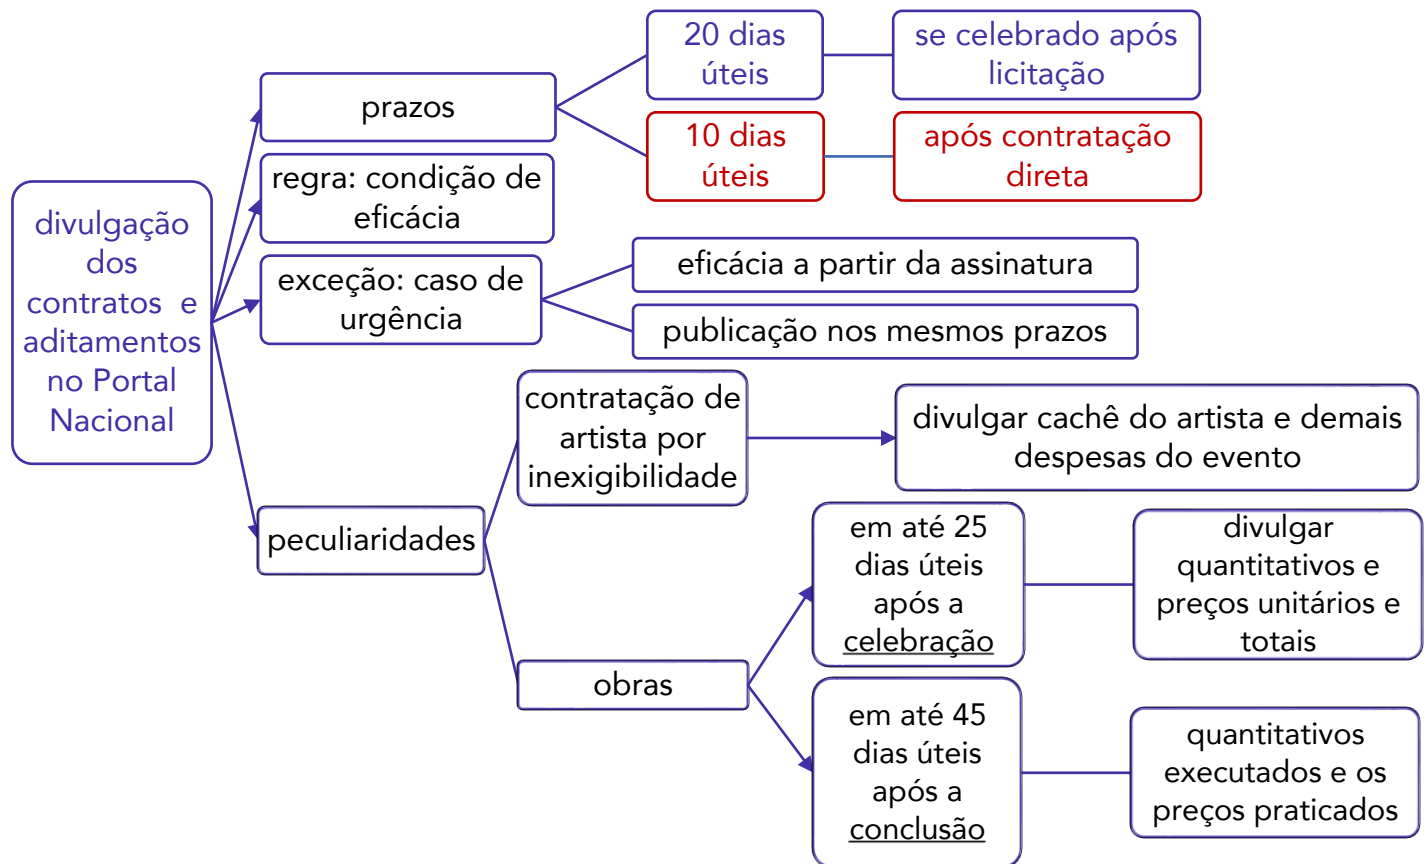 divulgação
dos
contratos e
aditamentos
no Portal
Nacional
prazos
20 dias
úteis
se celebrado após
licitação
10 dias
úteis
após contratação
direta
regra: condição de
eficácia
exceção: caso de
urgência
eficácia a partir da assinatura
publicação nos mesmos prazos
peculiaridades
contratação de
artista por
inexigibilidade
divulgar cachê do artista e demais
despesas do evento
obras
em até 25
dias úteis
após a
celebração
divulgar
quantitativos e
preços unitários e
totais
em até 45
dias úteis
após a
conclusão
quantitativos
executados e os
preços praticados